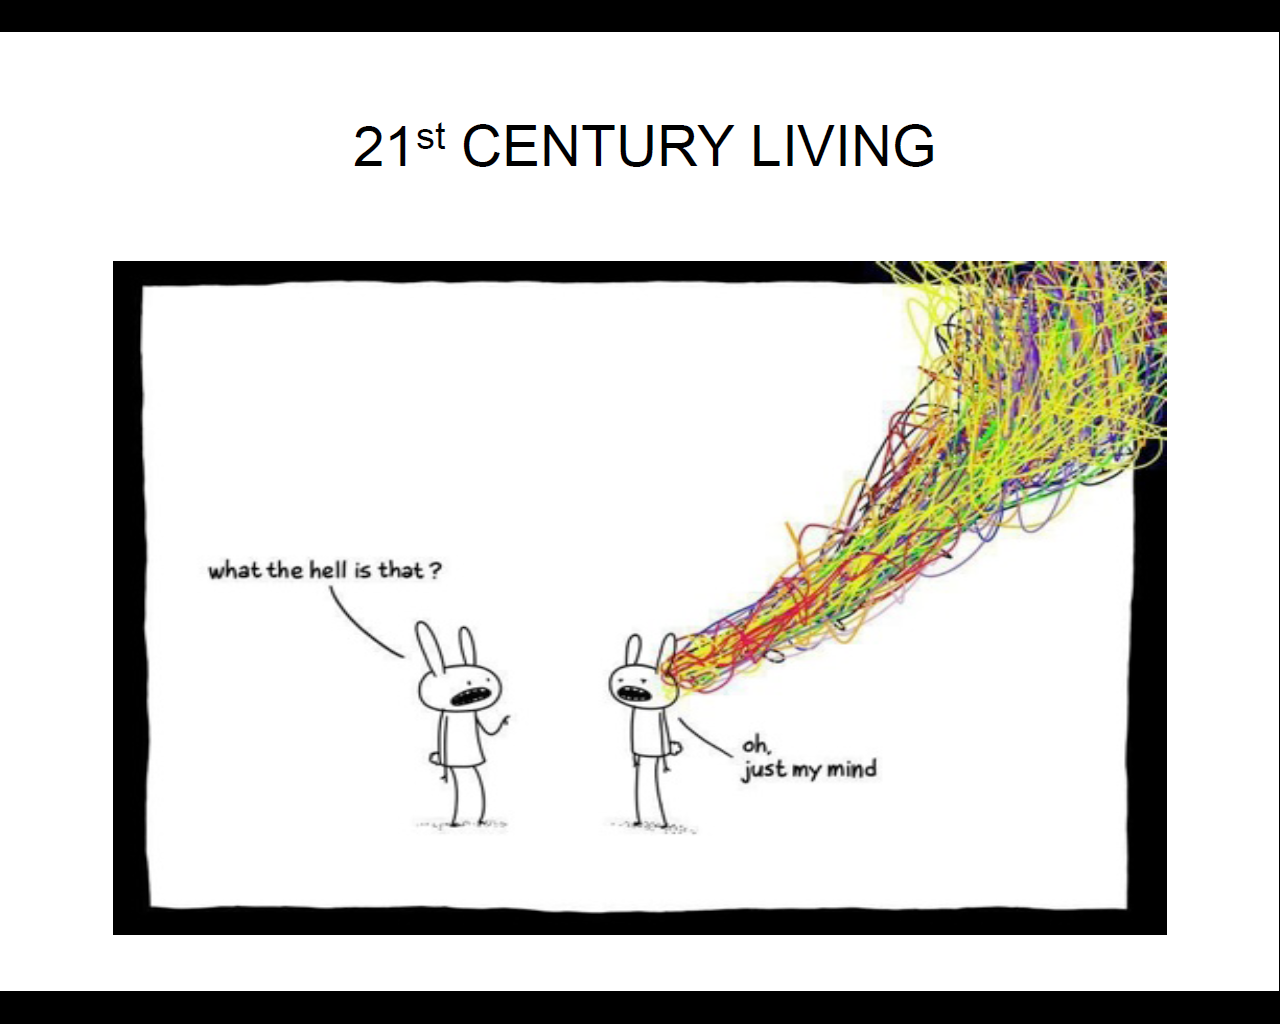 21st CENTURY LIVING
what the hell is that?
oh,
just my mind